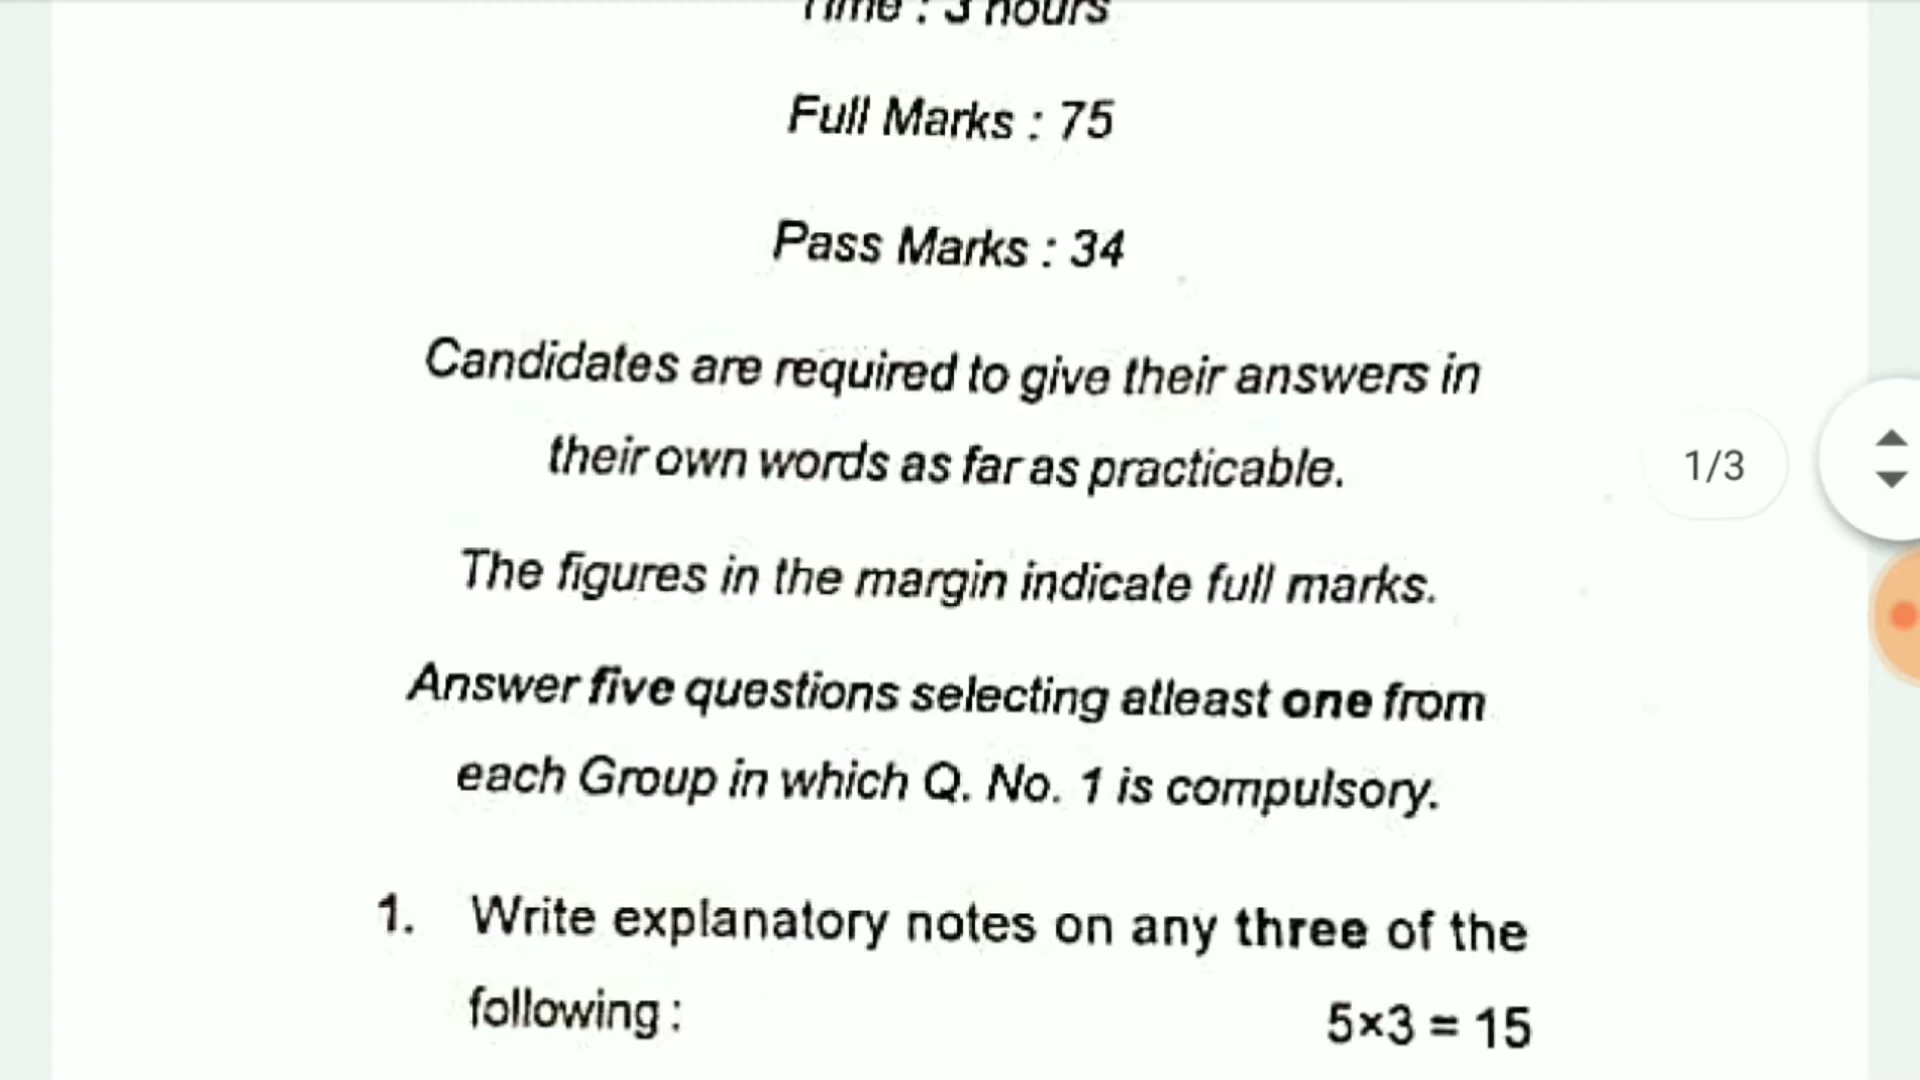 Time : 3 hours
Full Marks : 75
Pass Marks : 34
Candidates are required to give their answers in
their own words as far as practicable.
The figures in the margin indicate full marks.
Answer five questions selecting atleast one from
each Group in which Q. No. 1 is compulsory.
1. Write explanatory notes on any three of the
following : 5×3 = 15
1/3